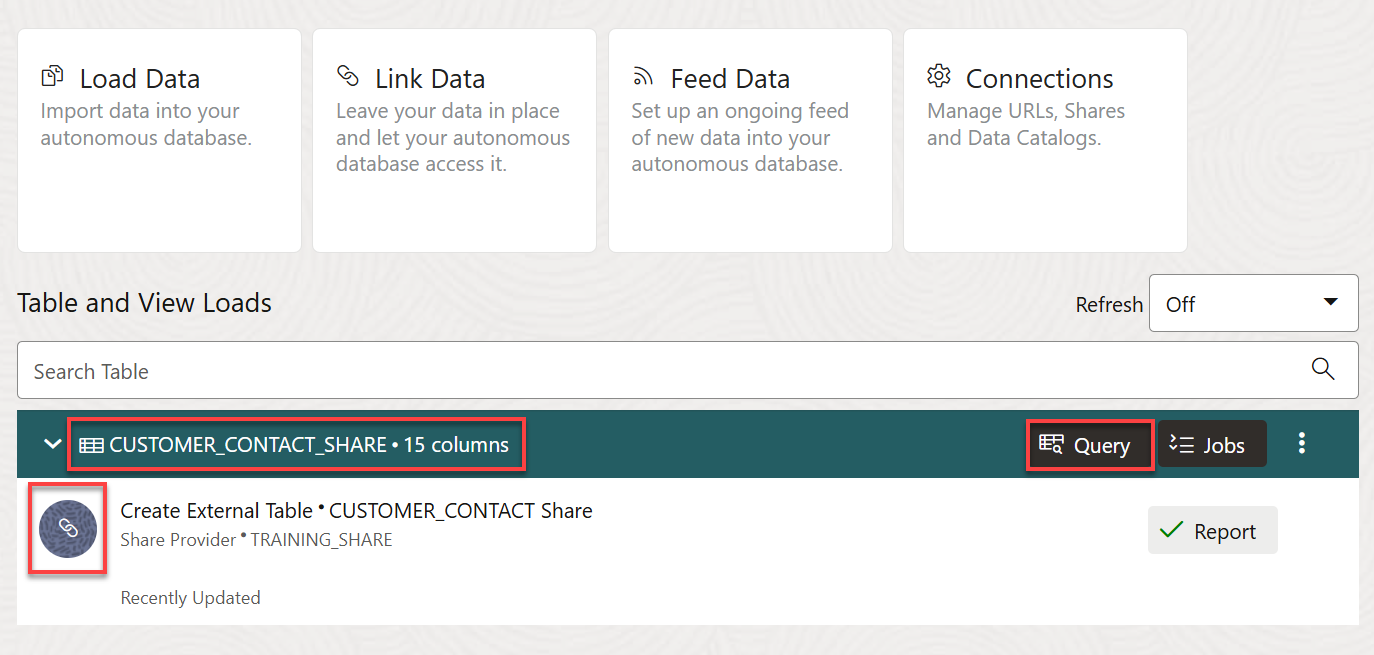 Load Data
Import data into your
autonomous database.
Link Data
Leave your data in place
and let your autonomous
database access it.
Feed Data
Set up an ongoing feed
of new data into your
autonomous database.
Connections
Manage URLs, Shares
and Data Catalogs.
Table and View Loads
Refresh
Off
Search Table
CUSTOMER_CONTACT_SHARE • 15 columns
Query
Jobs
Create External Table • CUSTOMER_CONTACT Share
Share Provider • TRAINING_SHARE
Report
Recently Updated